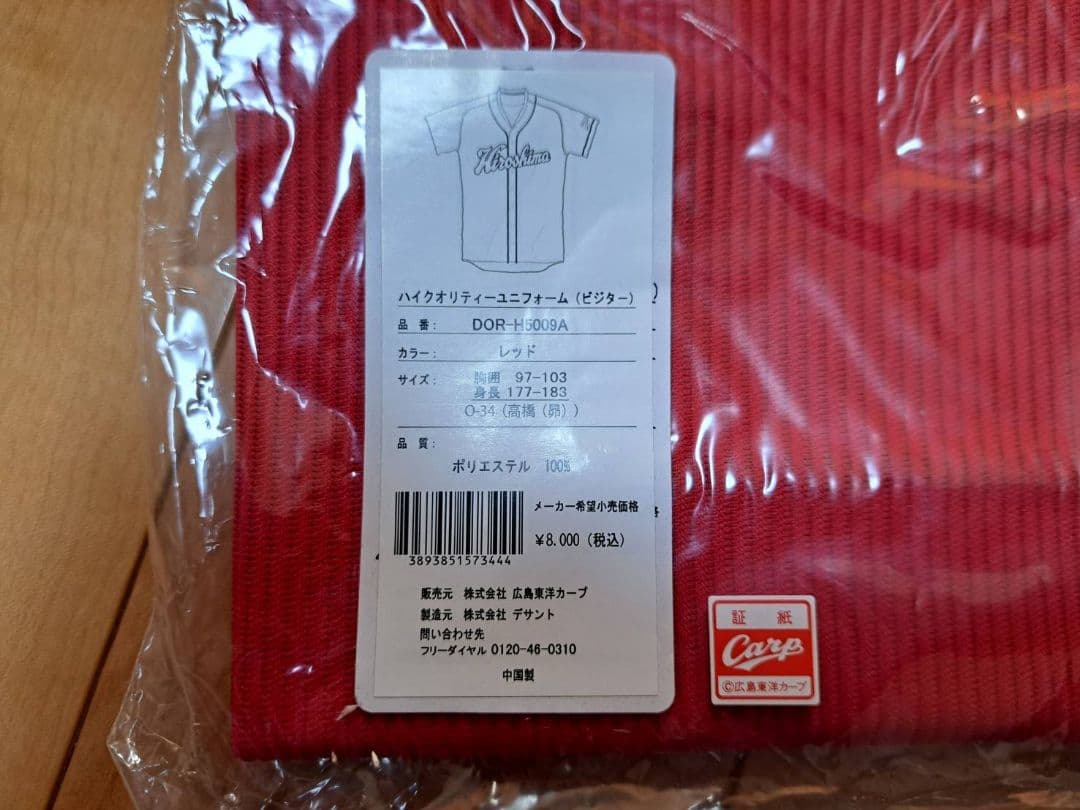 Hiroshima
ハイクオリティーユニフォーム（ビジター）
品 番： DOR-H5009A
カラー： レッド
サイズ： 胸囲 97-103
身長 177-183
O-34（高橋（昴））
品 質：
ポリエステル 100%
メーカー希望小売価格
￥8.000（税込）
3893851573444
販売元 株式会社 広島東洋カープ
製造元 株式会社 デサント
問い合わせ先
フリーダイヤル 0120-46-0310
中国製
証 紙
Carp
©広島東洋カープ